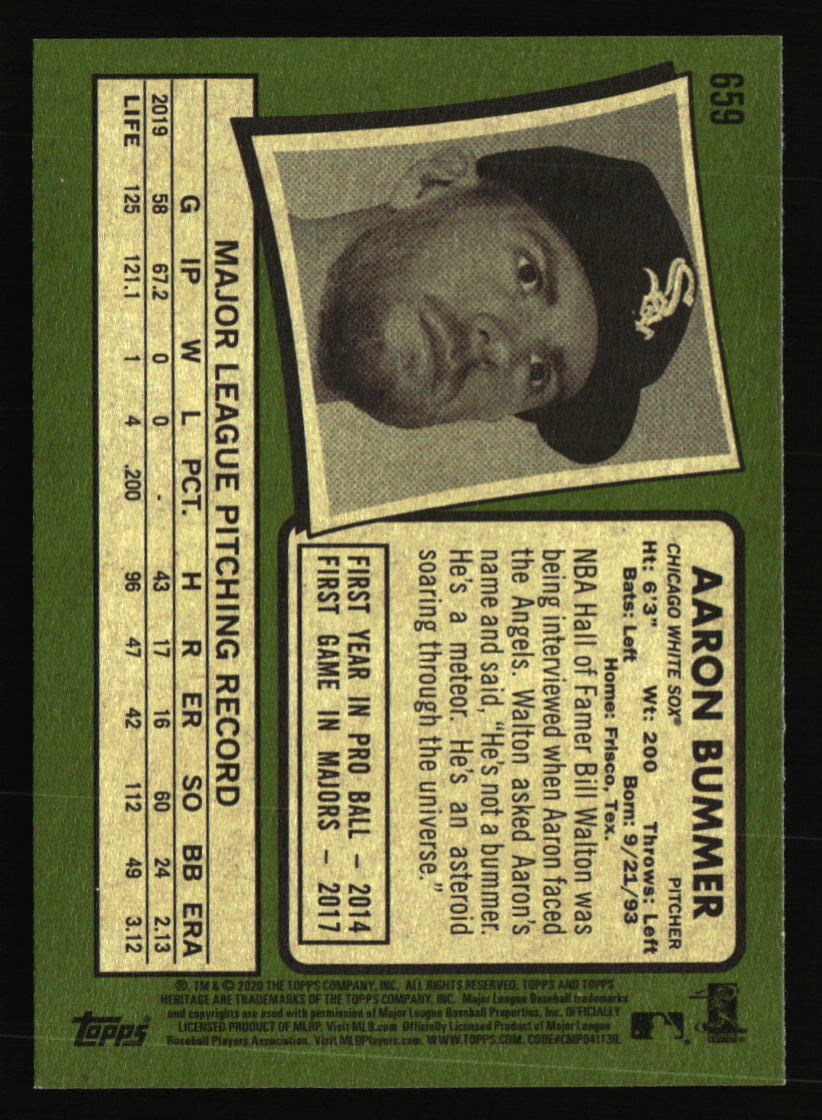 659
AARON BUMMER
CHICAGO WHITE SOX® PITCHER
Ht: 6'3" Wt: 200 Throws: Left
Bats: Left Born: 9/21/93
Home: Frisco, Tex.
NBA Hall of Famer Bill Walton was
being interviewed when Aaron faced
the Angels. Walton asked Aaron's
name and said, "He's not a bummer.
He's a meteor. He's an asteroid
soaring through the universe."
FIRST YEAR IN PRO BALL – 2014
FIRST GAME IN MAJORS – 2017
MAJOR LEAGUE PITCHING RECORD
G IP W L PCT. H R ER SO BB ERA
2019 58 67.2 0 0 - 43 17 16 60 24 2.13
LIFE 125 121.1 1 4 .200 96 47 42 112 49 3.12
®, TM & © 2020 THE TOPPS COMPANY, INC. ALL RIGHTS RESERVED. TOPPS AND TOPPS
HERITAGE ARE TRADEMARKS OF THE TOPPS COMPANY, INC. Major League Baseball trademarks
and copyrights are used with permission of Major League Baseball Properties, Inc. OFFICIALLY
LICENSED PRODUCT OF MLBP. Visit MLB.com Officially Licensed Product of Major League
Baseball Players Association. Visit MLBPlayers.com. WWW.TOPPS.COM. CODE#CMP041139.
Topps®